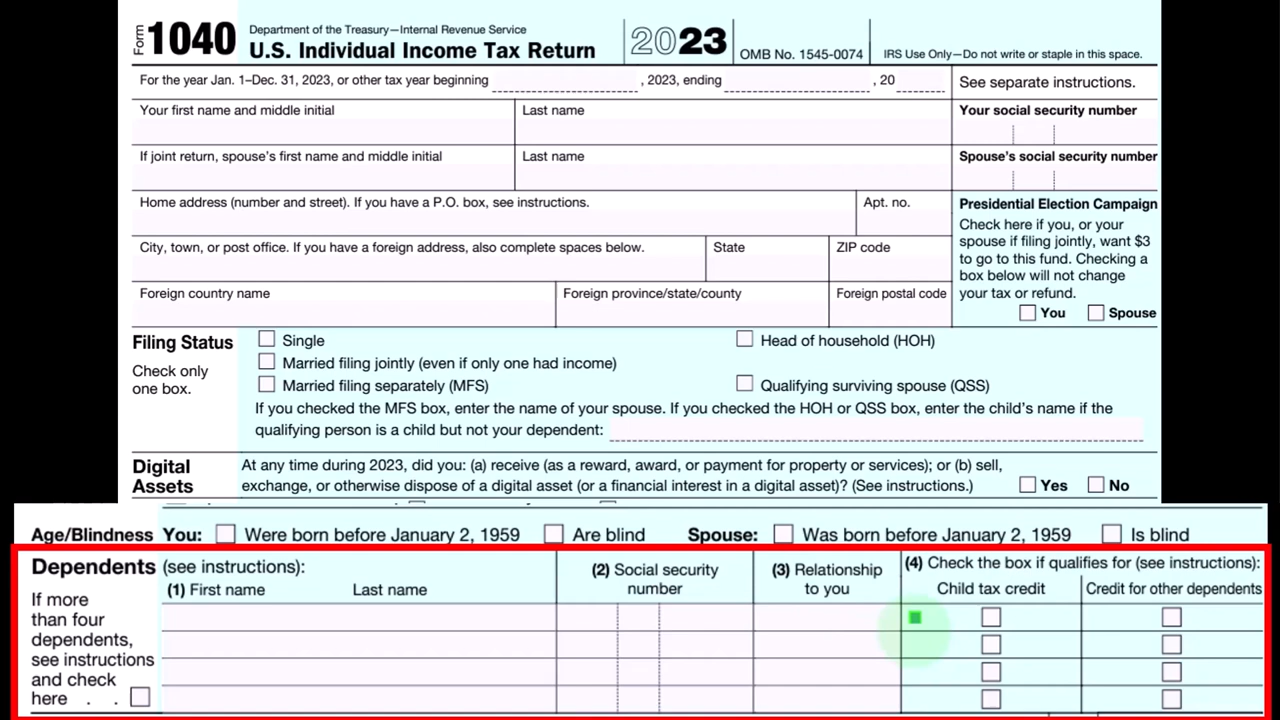 Form 1040 Department of the Treasury—Internal Revenue Service
U.S. Individual Income Tax Return
2023
OMB No. 1545-0074
IRS Use Only—Do not write or staple in this space.
For the year Jan. 1–Dec. 31, 2023, or other tax year beginning , 2023, ending , 20
See separate instructions.
Your first name and middle initial
Last name
Your social security number
If joint return, spouse's first name and middle initial
Last name
Spouse's social security number
Home address (number and street). If you have a P.O. box, see instructions.
Apt. no.
City, town, or post office. If you have a foreign address, also complete spaces below.
State
ZIP code
Foreign country name
Foreign province/state/county
Foreign postal code
Presidential Election Campaign
Check here if you, or your
spouse if filing jointly, want $3
to go to this fund. Checking a
box below will not change
your tax or refund.
You Spouse
Filing Status
Check only
one box.
Single
Married filing jointly (even if only one had income)
Married filing separately (MFS)
Head of household (HOH)
Qualifying surviving spouse (QSS)
If you checked the MFS box, enter the name of your spouse. If you checked the HOH or QSS box, enter the child's name if the
qualifying person is a child but not your dependent:
Digital
Assets
At any time during 2023, did you: (a) receive (as a reward, award, or payment for property or services); or (b) sell,
exchange, or otherwise dispose of a digital asset (or a financial interest in a digital asset)? (See instructions.)
Yes No
Age/Blindness You: Were born before January 2, 1959 Are blind Spouse: Was born before January 2, 1959 Is blind
Dependents (see instructions):
If more
than four
dependents,
see instructions
and check
here . .
(1) First name Last name
(2) Social security
number
(3) Relationship
to you
(4) Check the box if qualifies for (see instructions):
Child tax credit Credit for other dependents